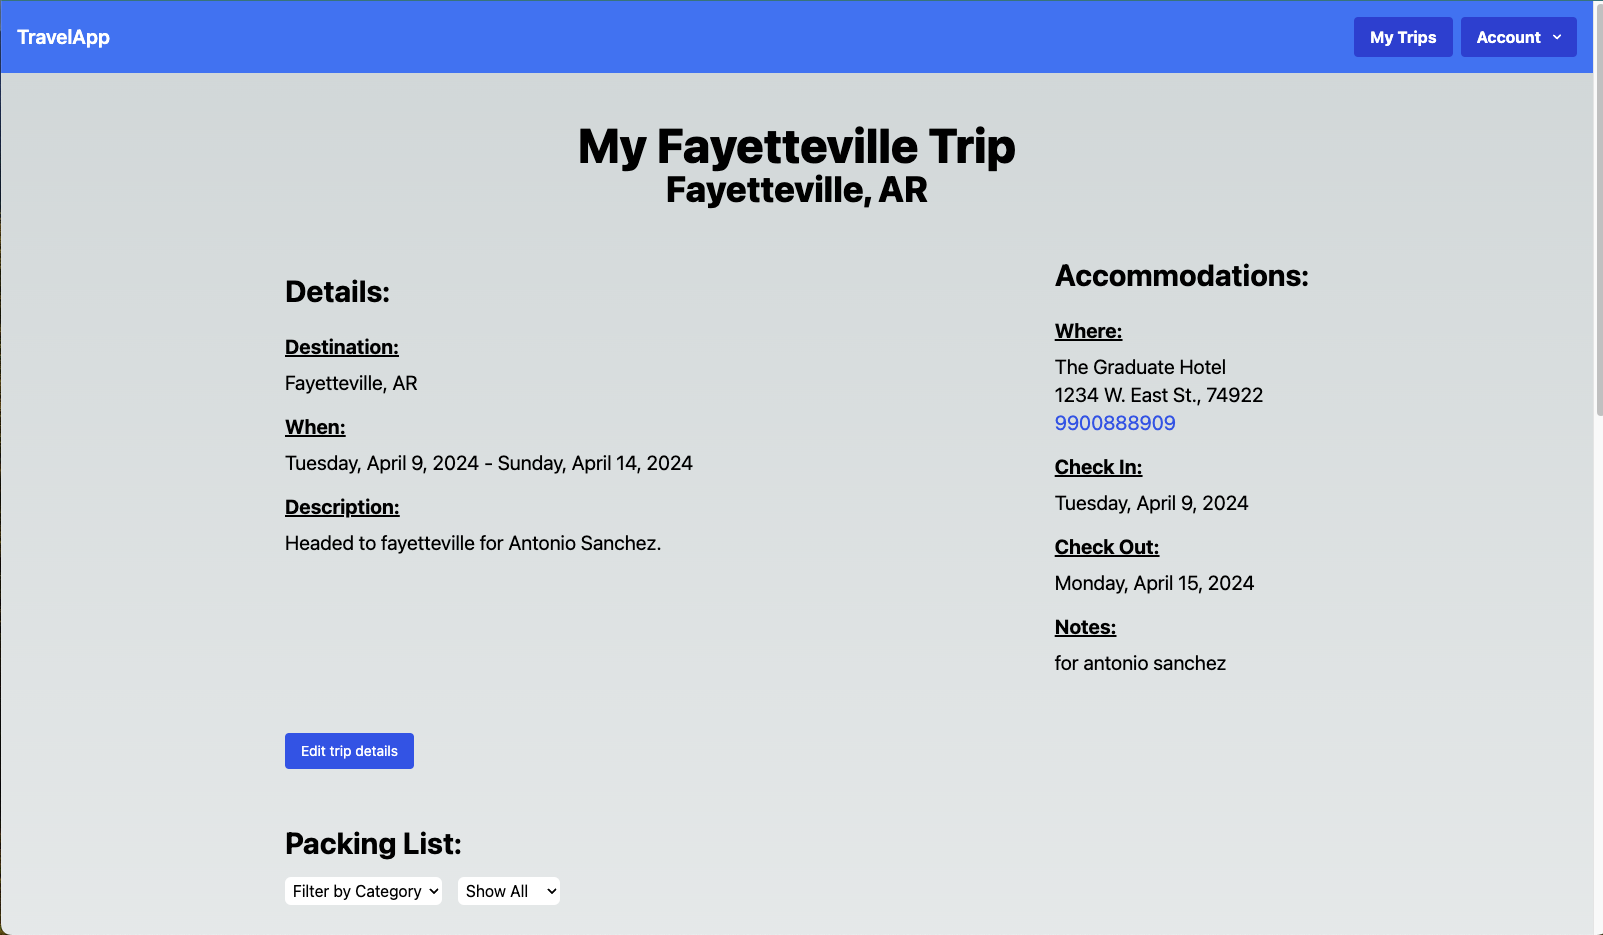 TravelApp
My Trips
Account
My Fayetteville Trip
Fayetteville, AR
Details:
Destination:
Fayetteville, AR
When:
Tuesday, April 9, 2024 - Sunday, April 14, 2024
Description:
Headed to fayetteville for Antonio Sanchez.
Accommodations:
Where:
The Graduate Hotel
1234 W. East St., 74922
9900888909
Check In:
Tuesday, April 9, 2024
Check Out:
Monday, April 15, 2024
Notes:
for antonio sanchez
Edit trip details
Packing List:
Filter by Category
Show All